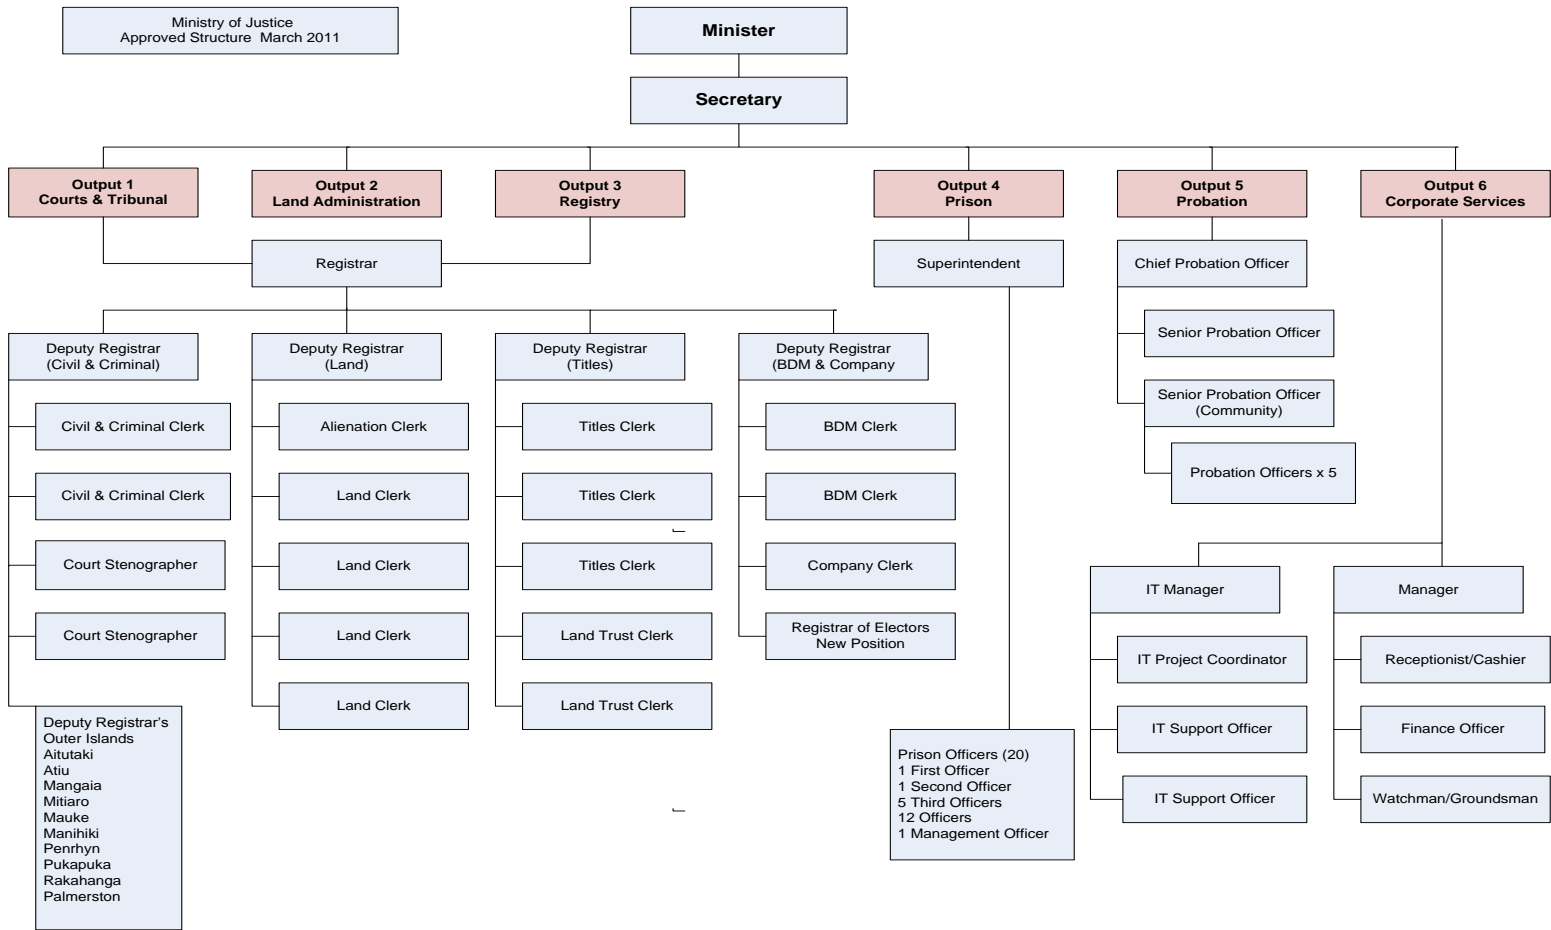 Ministry of Justice
Approved Structure  March 2011
Minister
Secretary
Output 1
Courts & Tribunal
Output 2
Land Administration
Output 3
Registry
Output 4
Prison
Output 5
Probation
Output 6
Corporate Services
Registrar
Superintendent
Chief Probation Officer
Senior Probation Officer
Senior Probation Officer
(Community)
Probation Officers x 5
Deputy Registrar
(Civil & Criminal)
Civil & Criminal Clerk
Civil & Criminal Clerk
Court Stenographer
Court Stenographer
Deputy Registrar's
Outer Islands
Aitutaki
Atiu
Mangaia
Mitiaro
Mauke
Manihiki
Penrhyn
Pukapuka
Rakahanga
Palmerston
Deputy Registrar
(Land)
Alienation Clerk
Land Clerk
Land Clerk
Land Clerk
Land Clerk
Deputy Registrar
(Titles)
Titles Clerk
Titles Clerk
Titles Clerk
Land Trust Clerk
Land Trust Clerk
Deputy Registrar
(BDM & Company
BDM Clerk
BDM Clerk
Company Clerk
Registrar of Electors
New Position
Prison Officers (20)
1 First Officer
1 Second Officer
5 Third Officers
12 Officers
1 Management Officer
IT Manager
IT Project Coordinator
IT Support Officer
IT Support Officer
Manager
Receptionist/Cashier
Finance Officer
Watchman/Groundsman